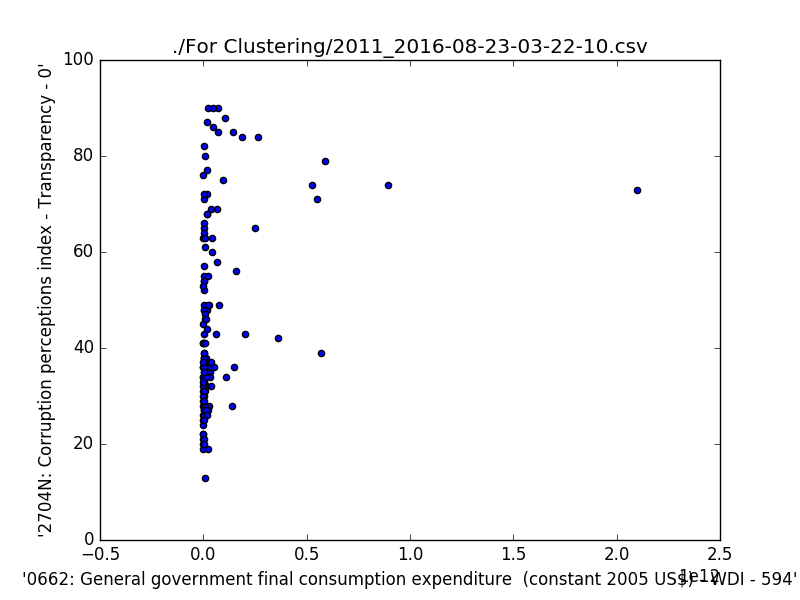 ./For Clustering/2011_2016-08-23-03-22-10.csv
'2704N: Corruption perceptions index - Transparency - 0'
100
80
60
40
20
0
−0.5 0.0 0.5 1.0 1.5 2.0 2.5
1e12
'0662: General government final consumption expenditure (constant 2005 US$) - WDI - 594'